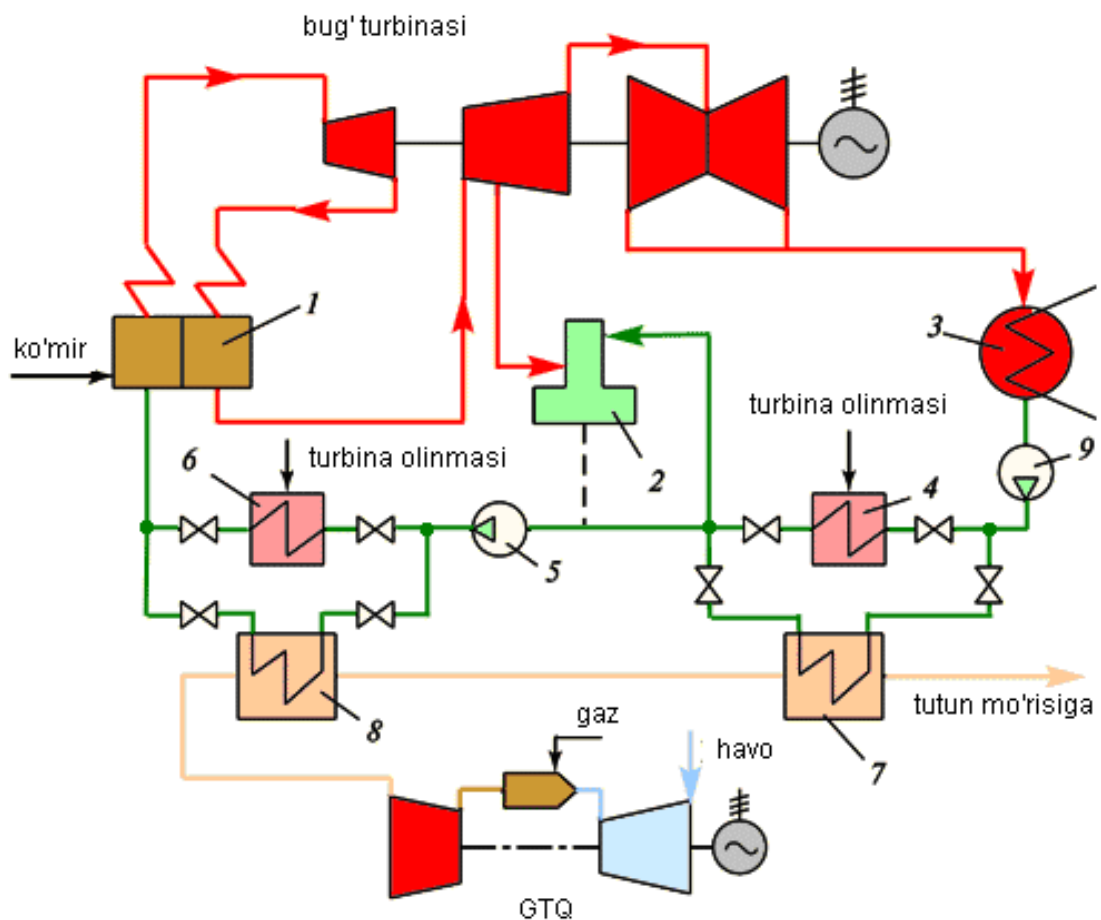 bug' turbinasi
1
ko'mir
3
turbina olinmasi
6
turbina olinmasi
2
4
9
5
8
gaz
havo
7
tutun mo'risiga
GTQ